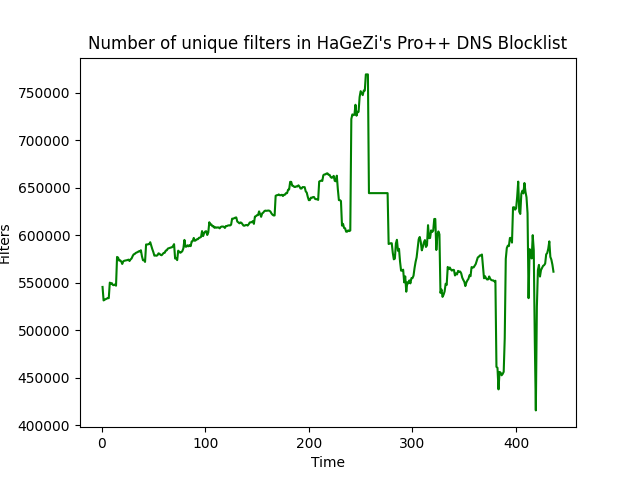 Number of unique filters in HaGeZi's Pro++ DNS Blocklist
750000
700000
650000
600000
550000
500000
450000
400000
Filters
0 100 200 300 400
Time